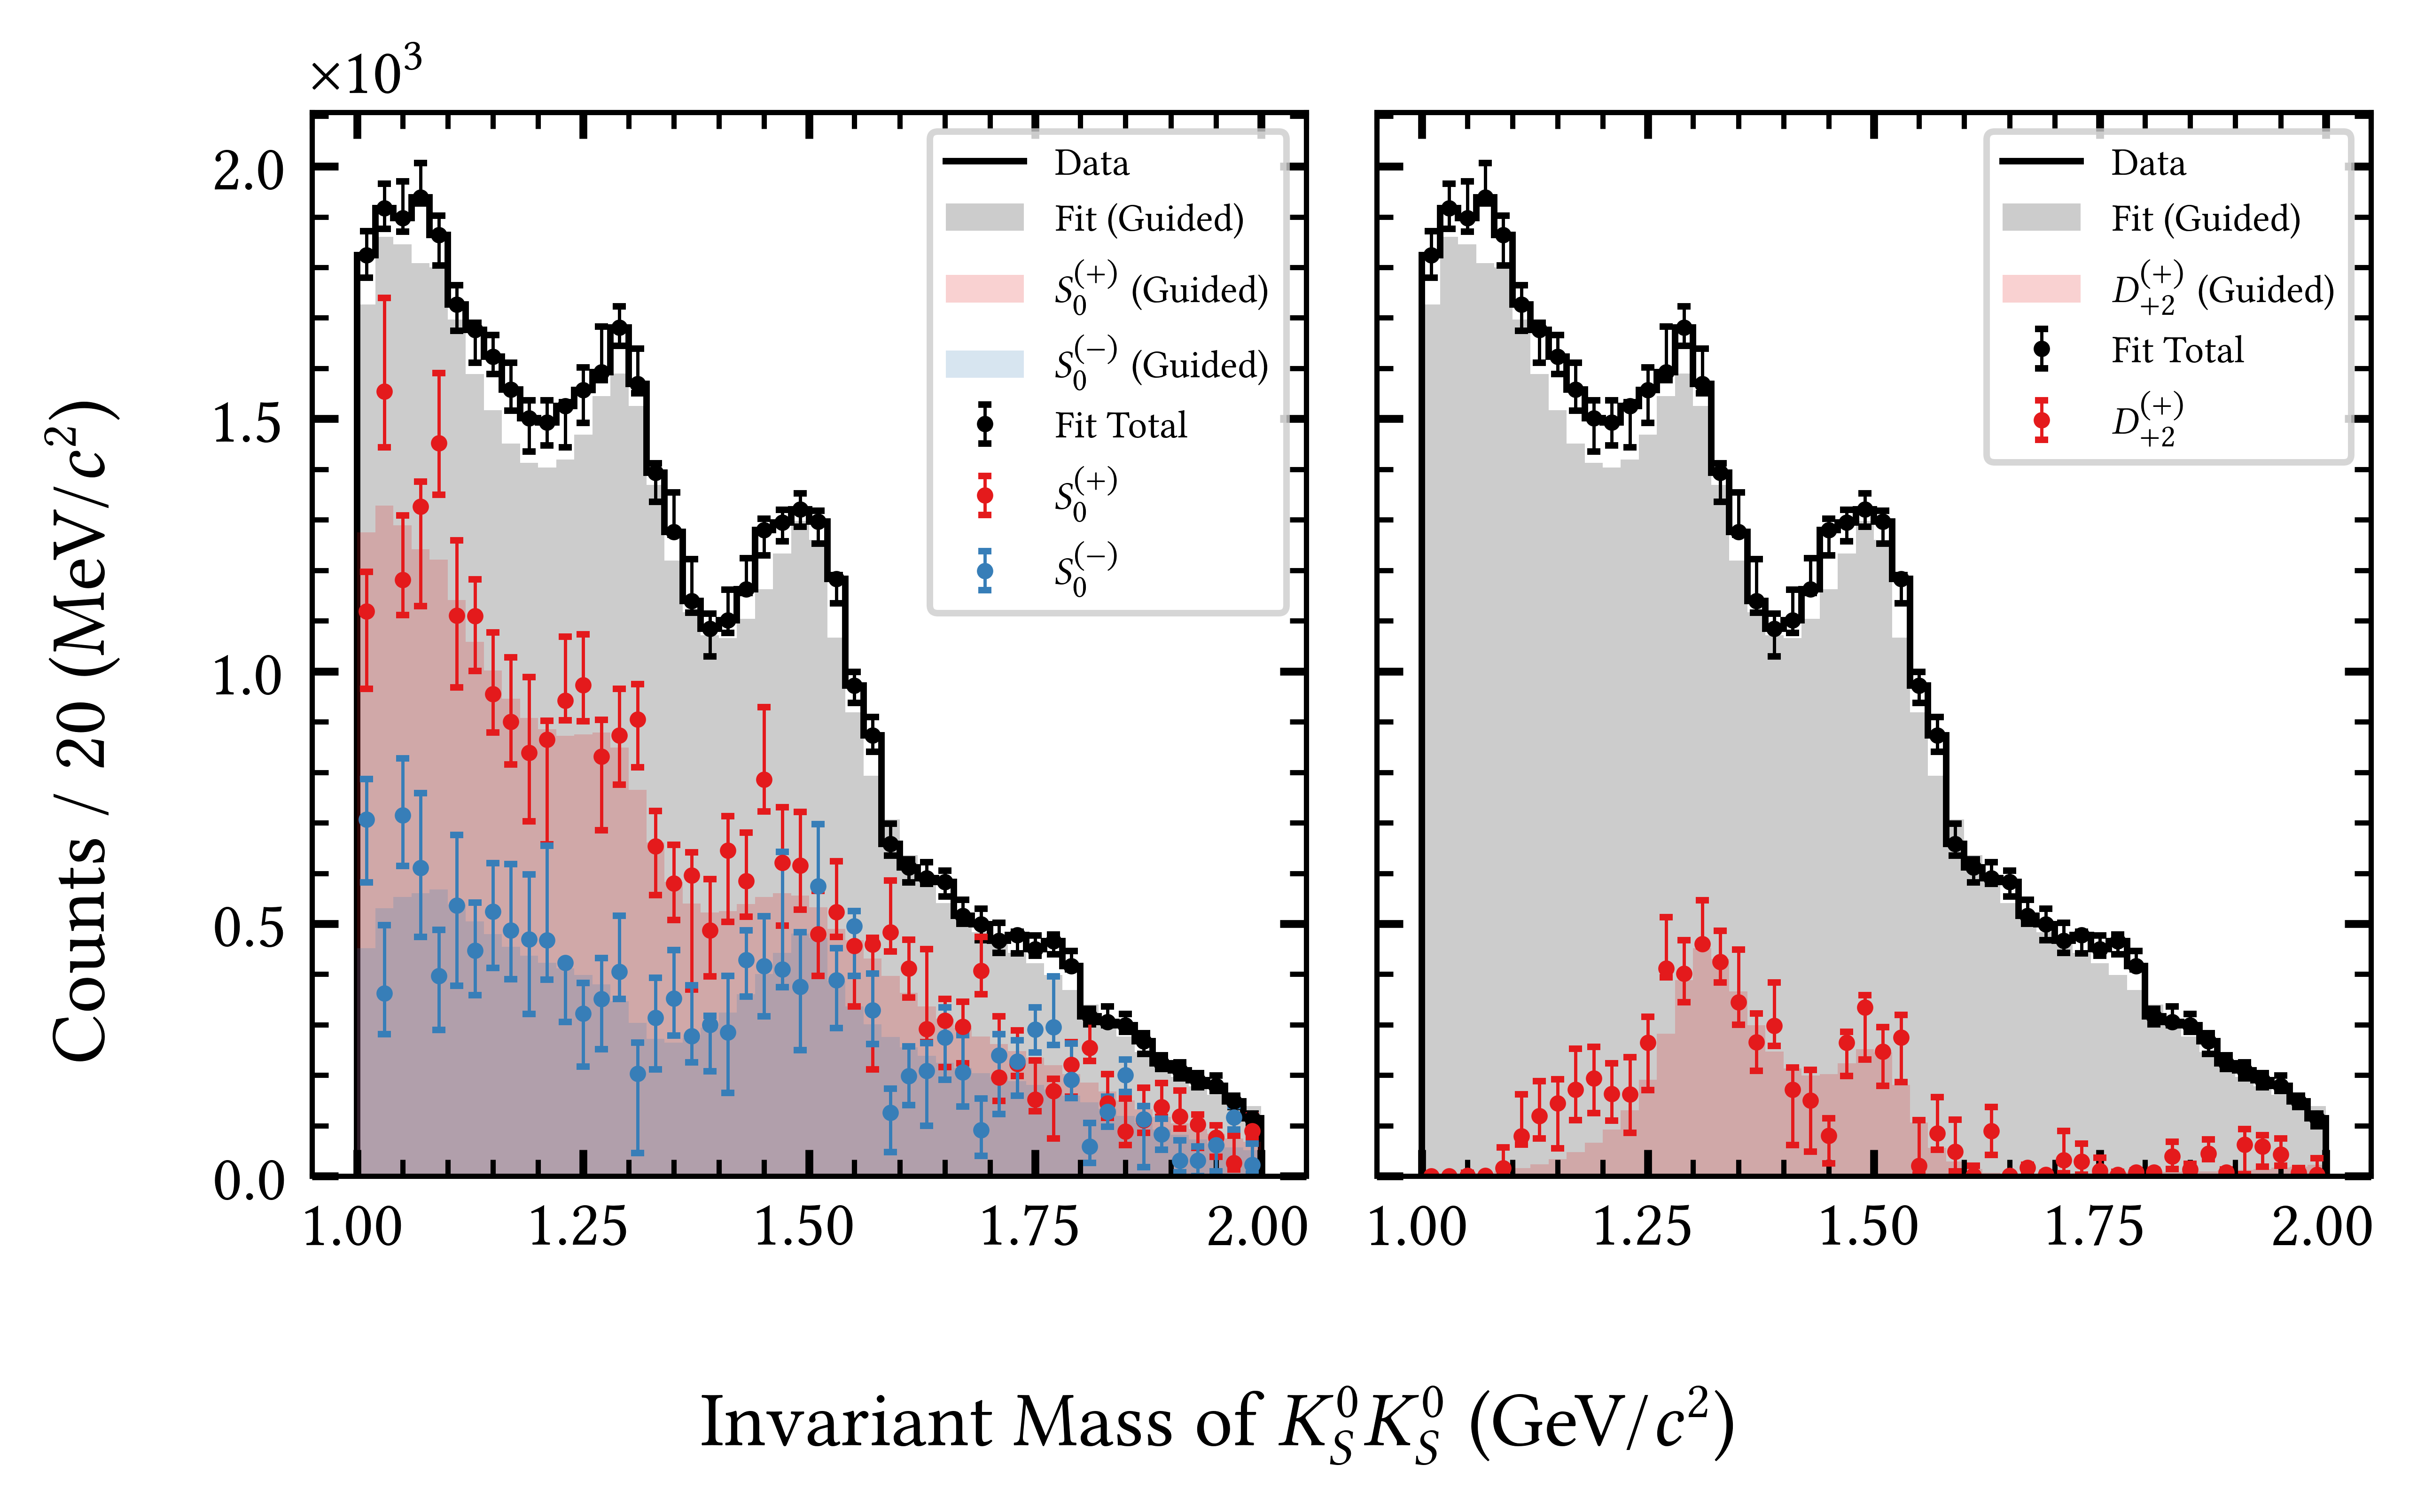 ×10³
Counts / 20 (MeV/c²)
2.0
1.5
1.0
0.5
0.0
Data
Fit (Guided)
S₀⁽⁺⁾ (Guided)
S₀⁽⁻⁾ (Guided)
Fit Total
S₀⁽⁺⁾
S₀⁽⁻⁾
1.00 1.25 1.50 1.75 2.00
Data
Fit (Guided)
D₊₂⁽⁺⁾ (Guided)
Fit Total
D₊₂⁽⁺⁾
1.00 1.25 1.50 1.75 2.00
Invariant Mass of K_S⁰K_S⁰ (GeV/c²)